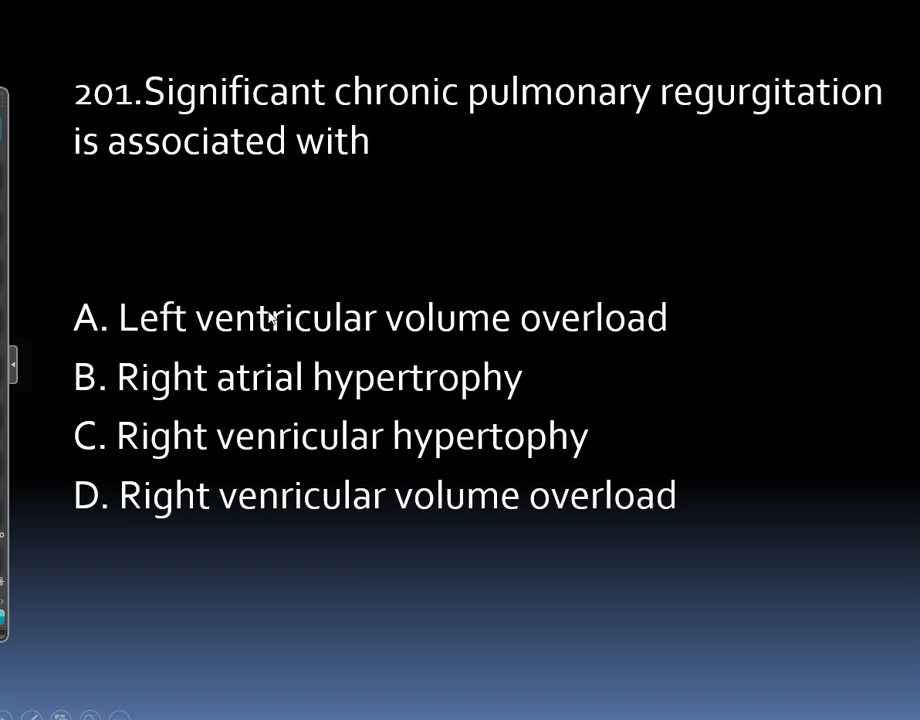 201.Significant chronic pulmonary regurgitation
is associated with
A. Left ventricular volume overload
B. Right atrial hypertrophy
C. Right venricular hypertophy
D. Right venricular volume overload